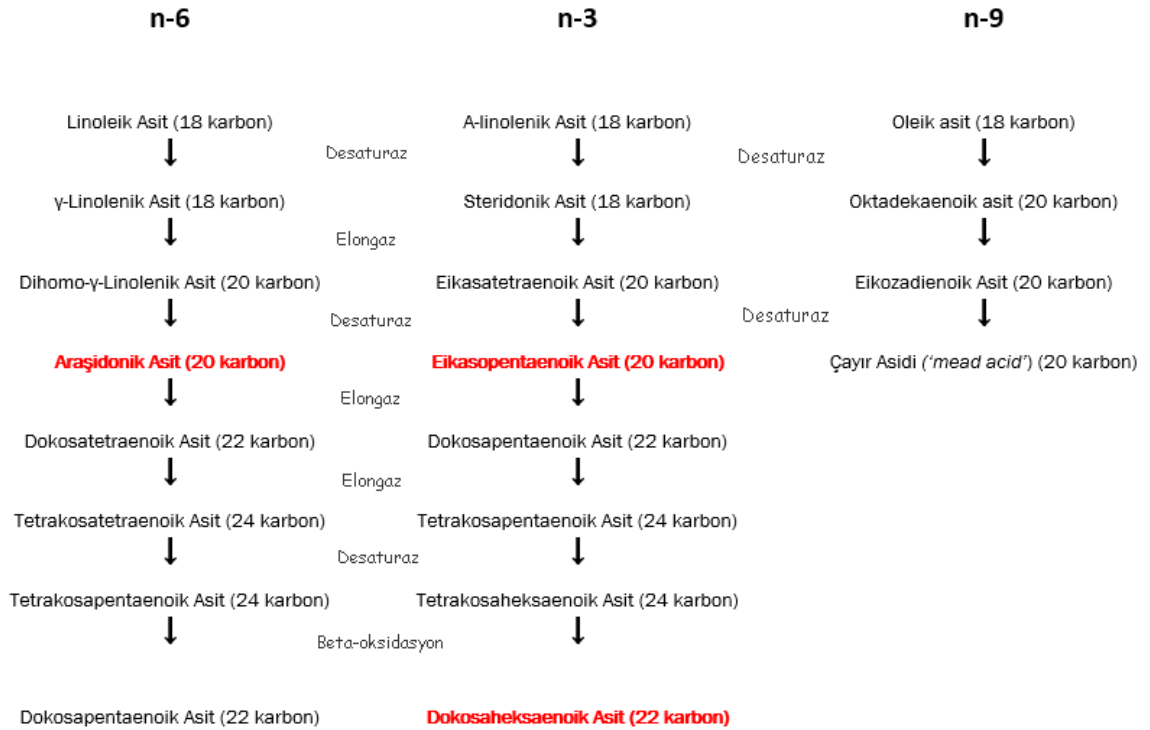 n-6 n-3 n-9
Linoleik Asit (18 karbon) A-linolenik Asit (18 karbon) Oleik asit (18 karbon)
Desaturaz Desaturaz
γ-Linolenik Asit (18 karbon) Steridonik Asit (18 karbon) Oktadekaenoik asit (20 karbon)
Elongaz
Dihomo-γ-Linolenik Asit (20 karbon) Eikasatetraenoik Asit (20 karbon) Eikozadienoik Asit (20 karbon)
Desaturaz Desaturaz
Araşidonik Asit (20 karbon) Eikasopentaenoik Asit (20 karbon) Çayır Asidi (‘mead acid’) (20 karbon)
Elongaz
Dokosatetraenoik Asit (22 karbon) Dokosapentaenoik Asit (22 karbon)
Elongaz
Tetrakosatetraenoik Asit (24 karbon) Tetrakosapentaenoik Asit (24 karbon)
Desaturaz
Tetrakosapentaenoik Asit (24 karbon) Tetrakosaheksaenoik Asit (24 karbon)
Beta-oksidasyon
Dokosapentaenoik Asit (22 karbon) Dokosaheksaenoik Asit (22 karbon)